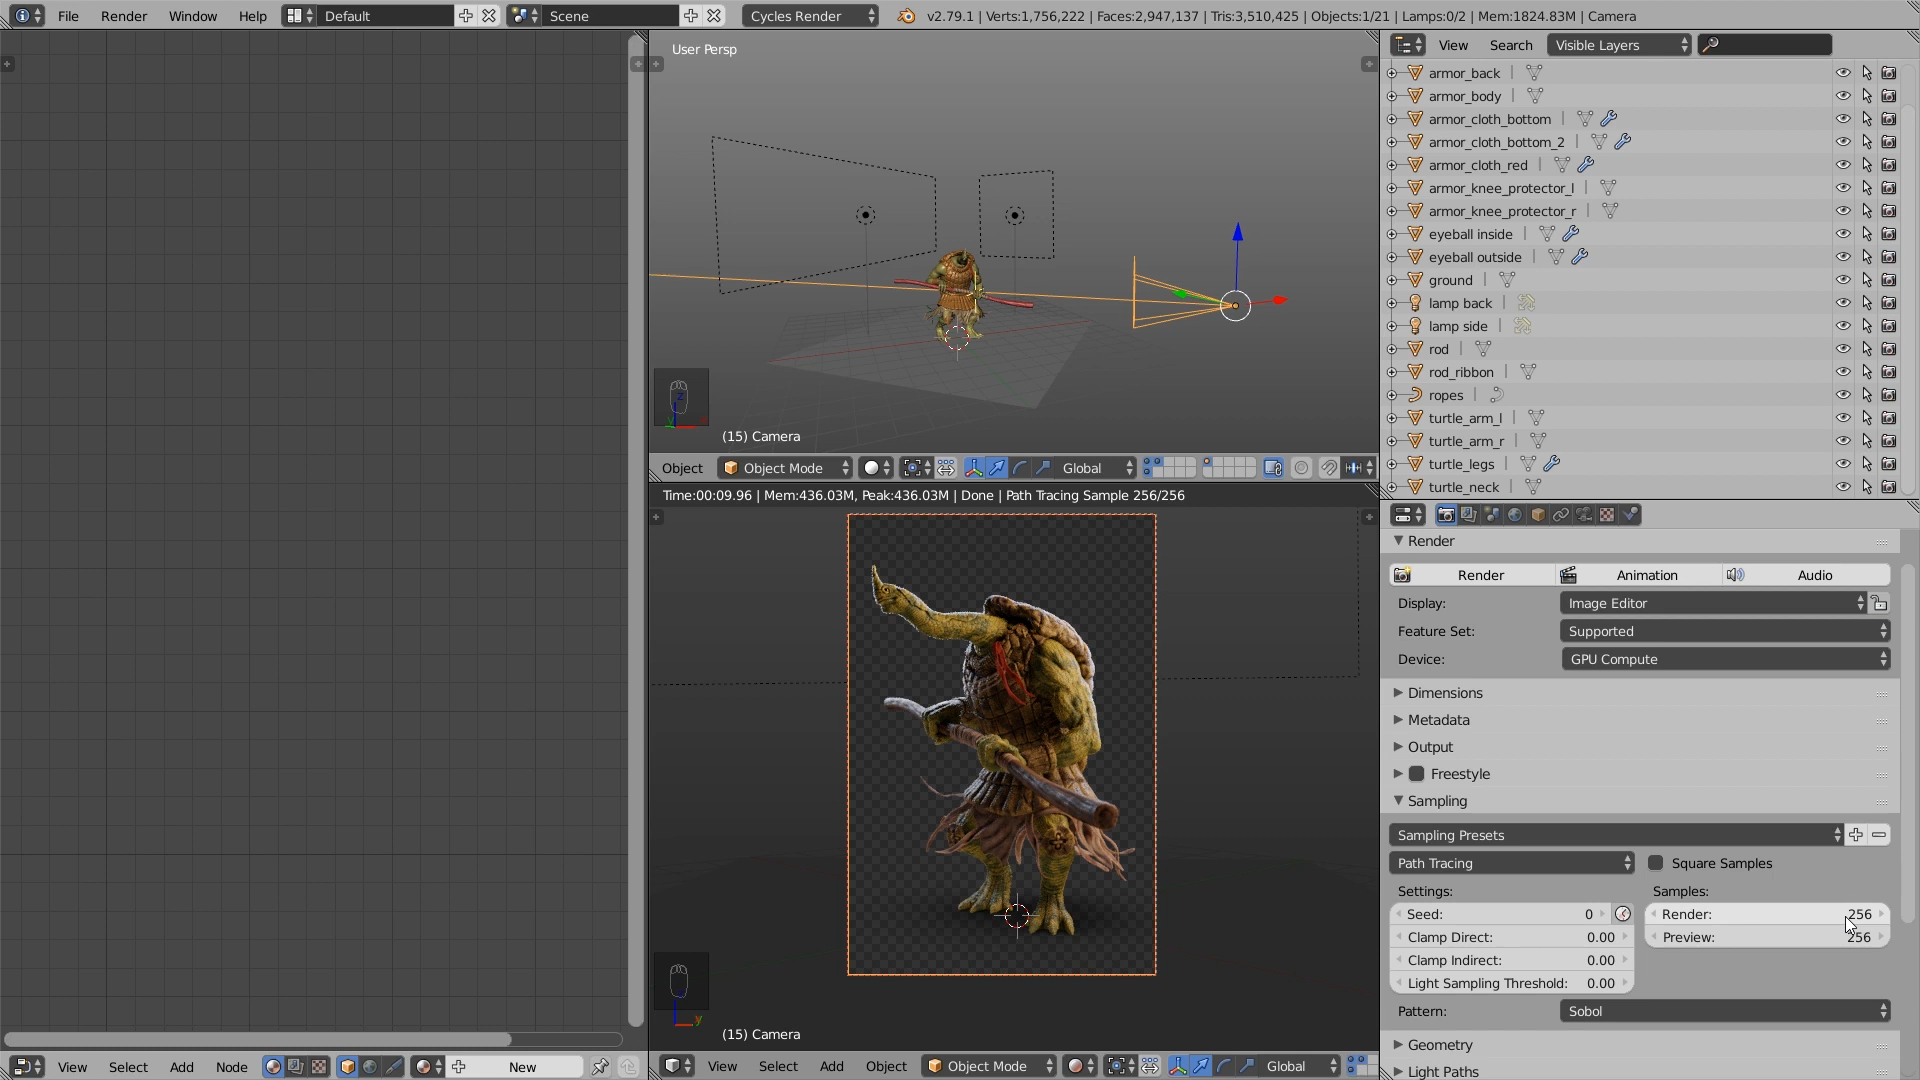 File Render Window Help Default Scene Cycles Render v2.79.1 | Verts:1,756,222 | Faces:2,947,137 | Tris:3,510,425 | Objects:1/21 | Lamps:0/2 | Mem:1824.83M | Camera
User Persp
(15) Camera
Object Object Mode Global
Time:00:09.96 | Mem:436.03M, Peak:436.03M | Done | Path Tracing Sample 256/256
y
(15) Camera
View Select Add Node New
View Select Add Object Object Mode Global
View Search Visible Layers
armor_back
armor_body
armor_cloth_bottom
armor_cloth_bottom_2
armor_cloth_red
armor_knee_protector_l
armor_knee_protector_r
eyeball inside
eyeball outside
ground
lamp back
lamp side
rod
rod_ribbon
ropes
turtle_arm_l
turtle_arm_r
turtle_legs
turtle_neck
Render
Render Animation Audio
Display: Image Editor
Feature Set: Supported
Device: GPU Compute
Dimensions
Metadata
Output
Freestyle
Sampling
Sampling Presets
Path Tracing Square Samples
Settings: Samples:
Seed: 0 Render: 256
Clamp Direct: 0.00 Preview: 256
Clamp Indirect: 0.00
Light Sampling Threshold: 0.00
Pattern: Sobol
Geometry
Light Paths